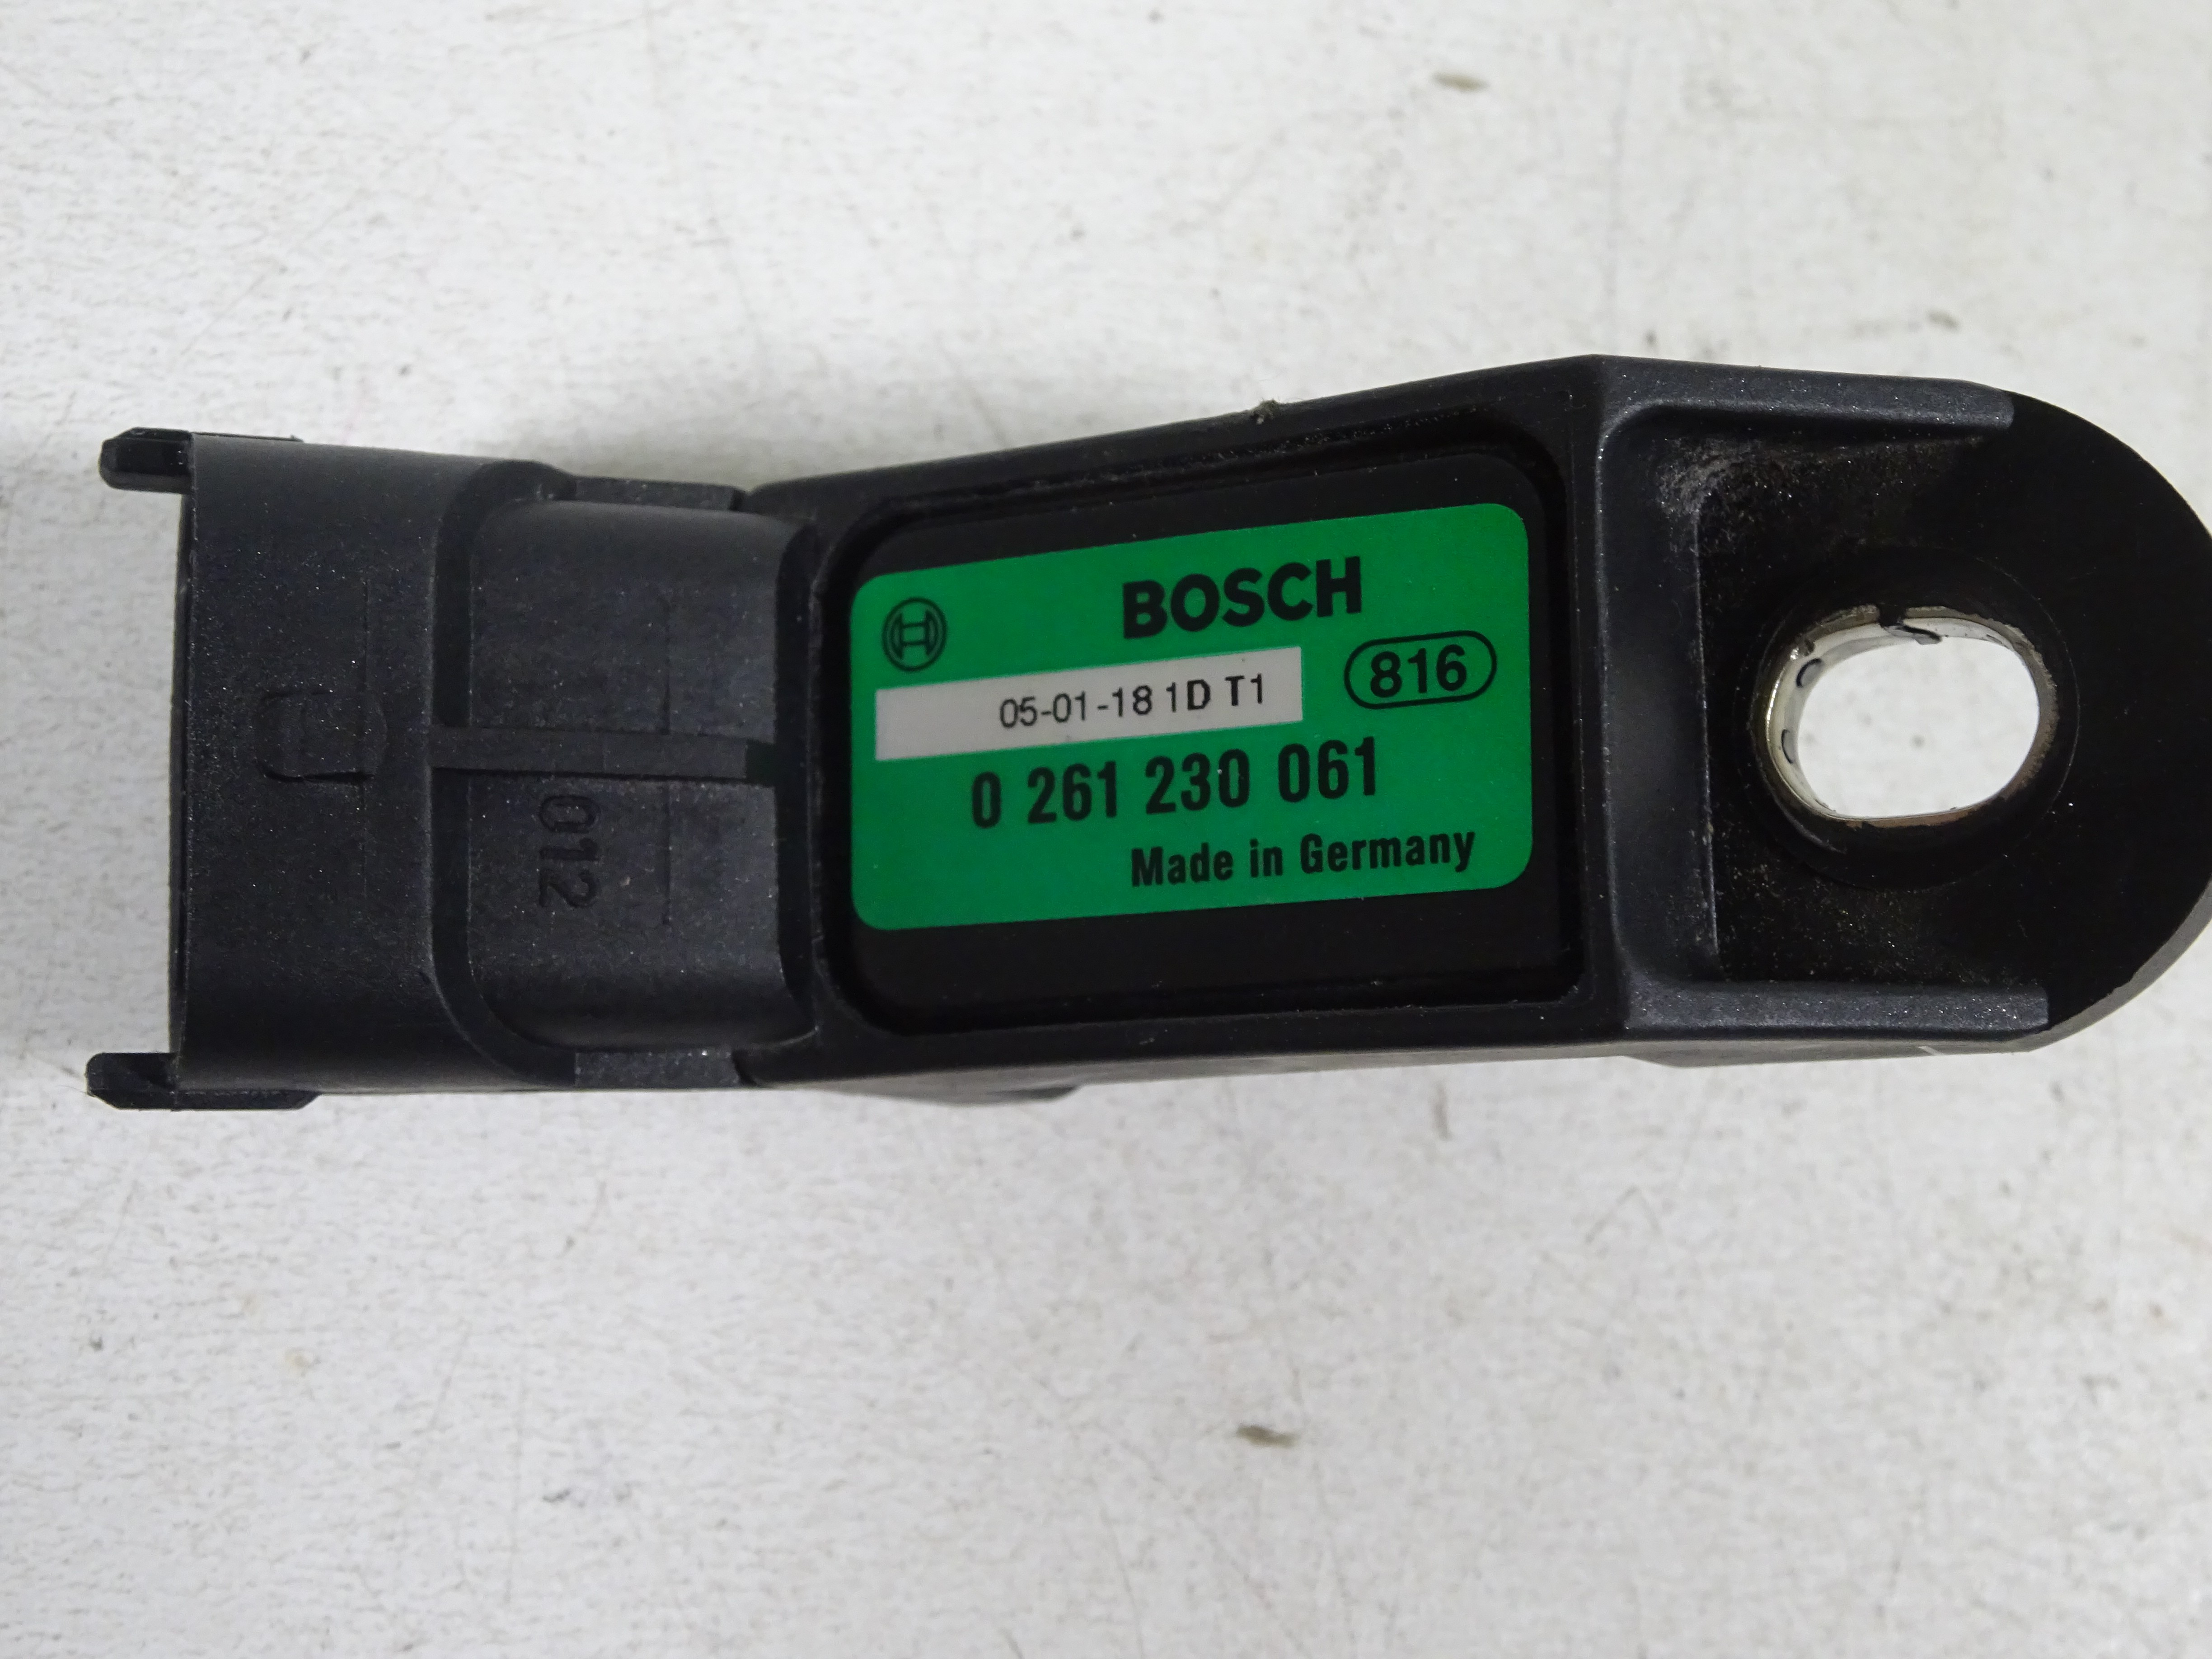 BOSCH
05-01-18 1D T1
816
0 261 230 061
Made in Germany
012